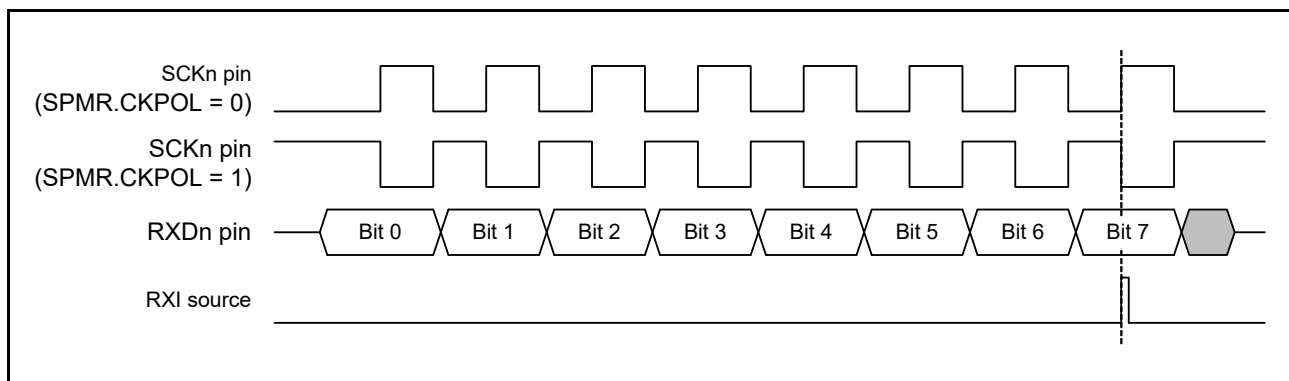 SCKn pin
(SPMR.CKPOL = 0)
SCKn pin
(SPMR.CKPOL = 1)
RXDn pin
Bit 0 Bit 1 Bit 2 Bit 3 Bit 4 Bit 5 Bit 6 Bit 7
RXI source